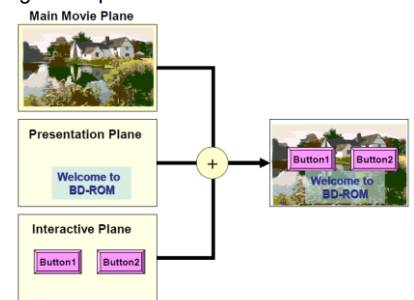 Main Movie Plane
Presentation Plane
Welcome to
BD-ROM
Interactive Plane
Button1 Button2
+
Button1 Button2
Welcome to
BD-ROM